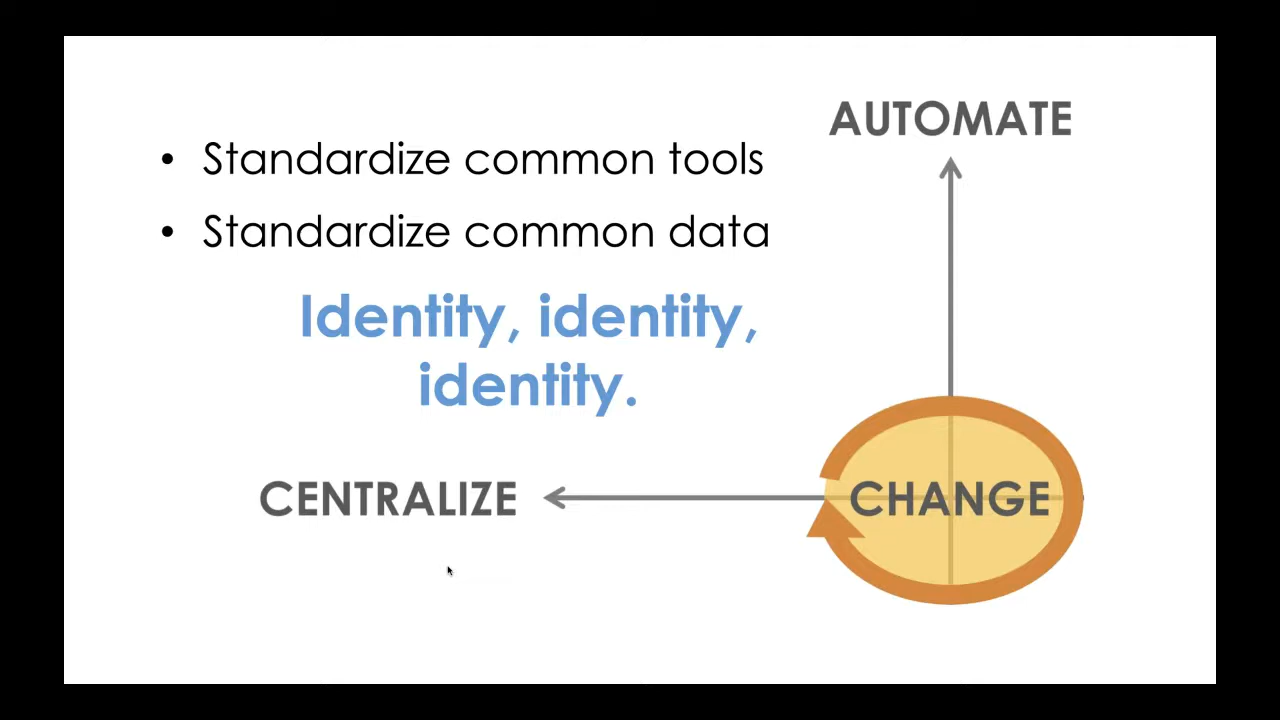 AUTOMATE
• Standardize common tools
• Standardize common data
Identity, identity,
identity.
CENTRALIZE
CHANGE